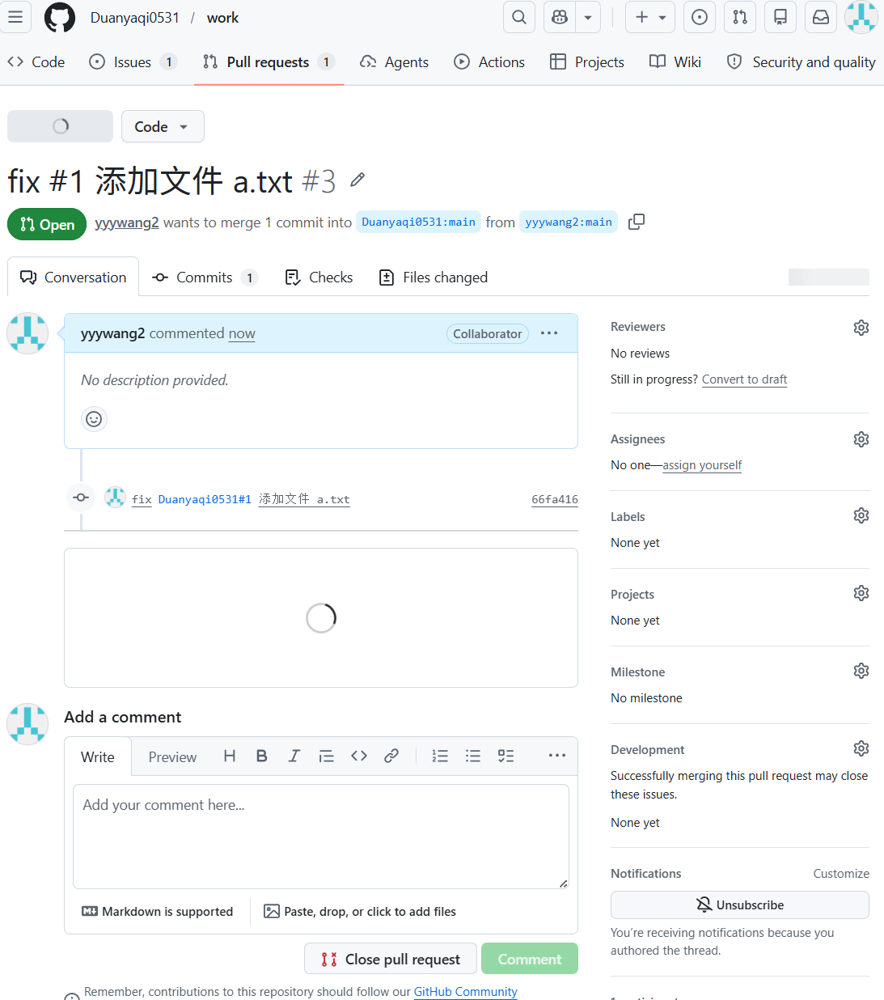 Duanyaqi0531 / work
Code Issues 1 Pull requests 1 Agents Actions Projects Wiki Security and quality
Code
fix #1 添加文件 a.txt #3
Open yyywang2 wants to merge 1 commit into Duanyaqi0531:main from yyywang2:main
Conversation Commits 1 Checks Files changed
yyywang2 commented now Collaborator
No description provided.
fix Duanyaqi0531#1 添加文件 a.txt 66fa416
Add a comment
Write Preview
Add your comment here...
Markdown is supported Paste, drop, or click to add files
Close pull request Comment
Remember, contributions to this repository should follow our GitHub Community
Reviewers
No reviews
Still in progress? Convert to draft
Assignees
No one—assign yourself
Labels
None yet
Projects
None yet
Milestone
No milestone
Development
Successfully merging this pull request may close
these issues.
None yet
Notifications Customize
Unsubscribe
You’re receiving notifications because you
authored the thread.